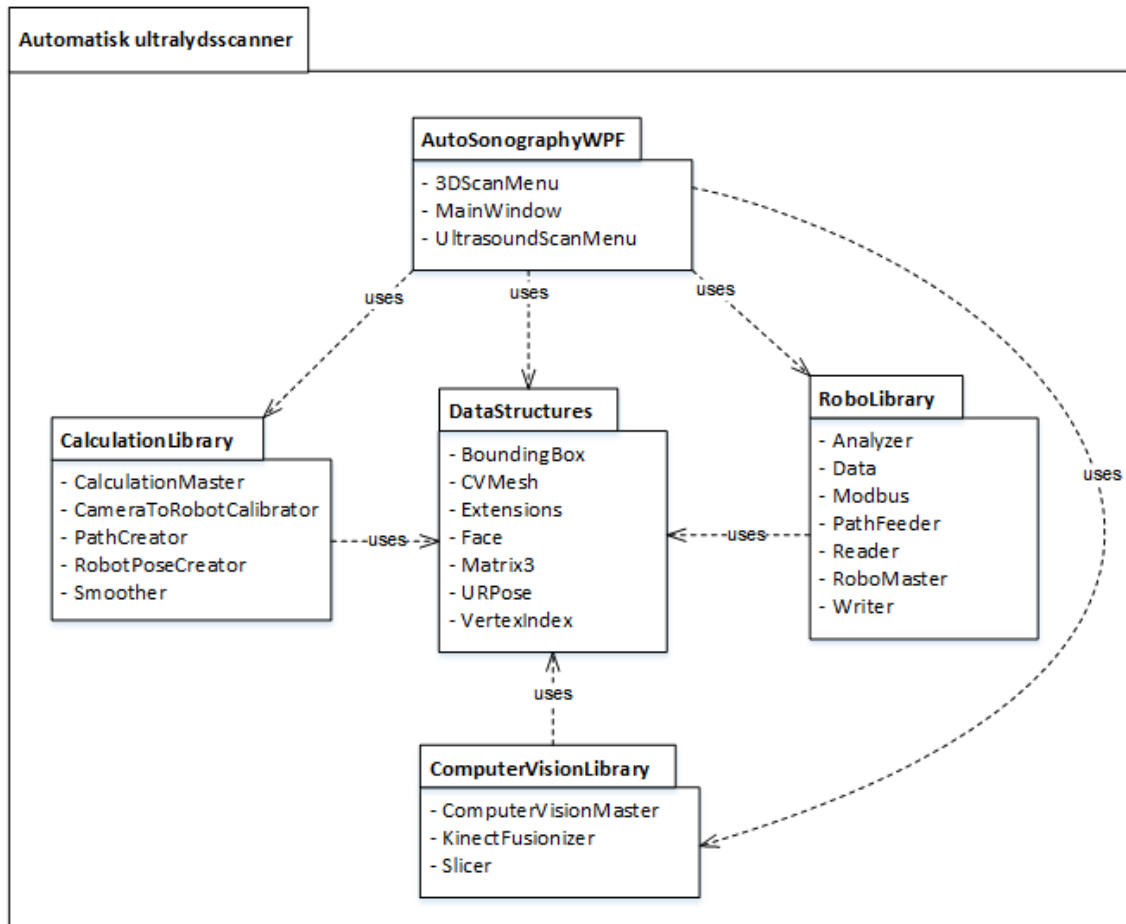 Automatisk ultralydsscanner
AutoSonographyWPF
- 3DScanMenu
- MainWindow
- UltrasoundScanMenu
uses
uses
uses
uses
CalculationLibrary
- CalculationMaster
- CameraToRobotCalibrator
- PathCreator
- RobotPoseCreator
- Smoother
uses
DataStructures
- BoundingBox
- CVMesh
- Extensions
- Face
- Matrix3
- URPose
- VertexIndex
uses
RoboLibrary
- Analyzer
- Data
- Modbus
- PathFeeder
- Reader
- RoboMaster
- Writer
uses
ComputerVisionLibrary
- ComputerVisionMaster
- KinectFusionizer
- Slicer